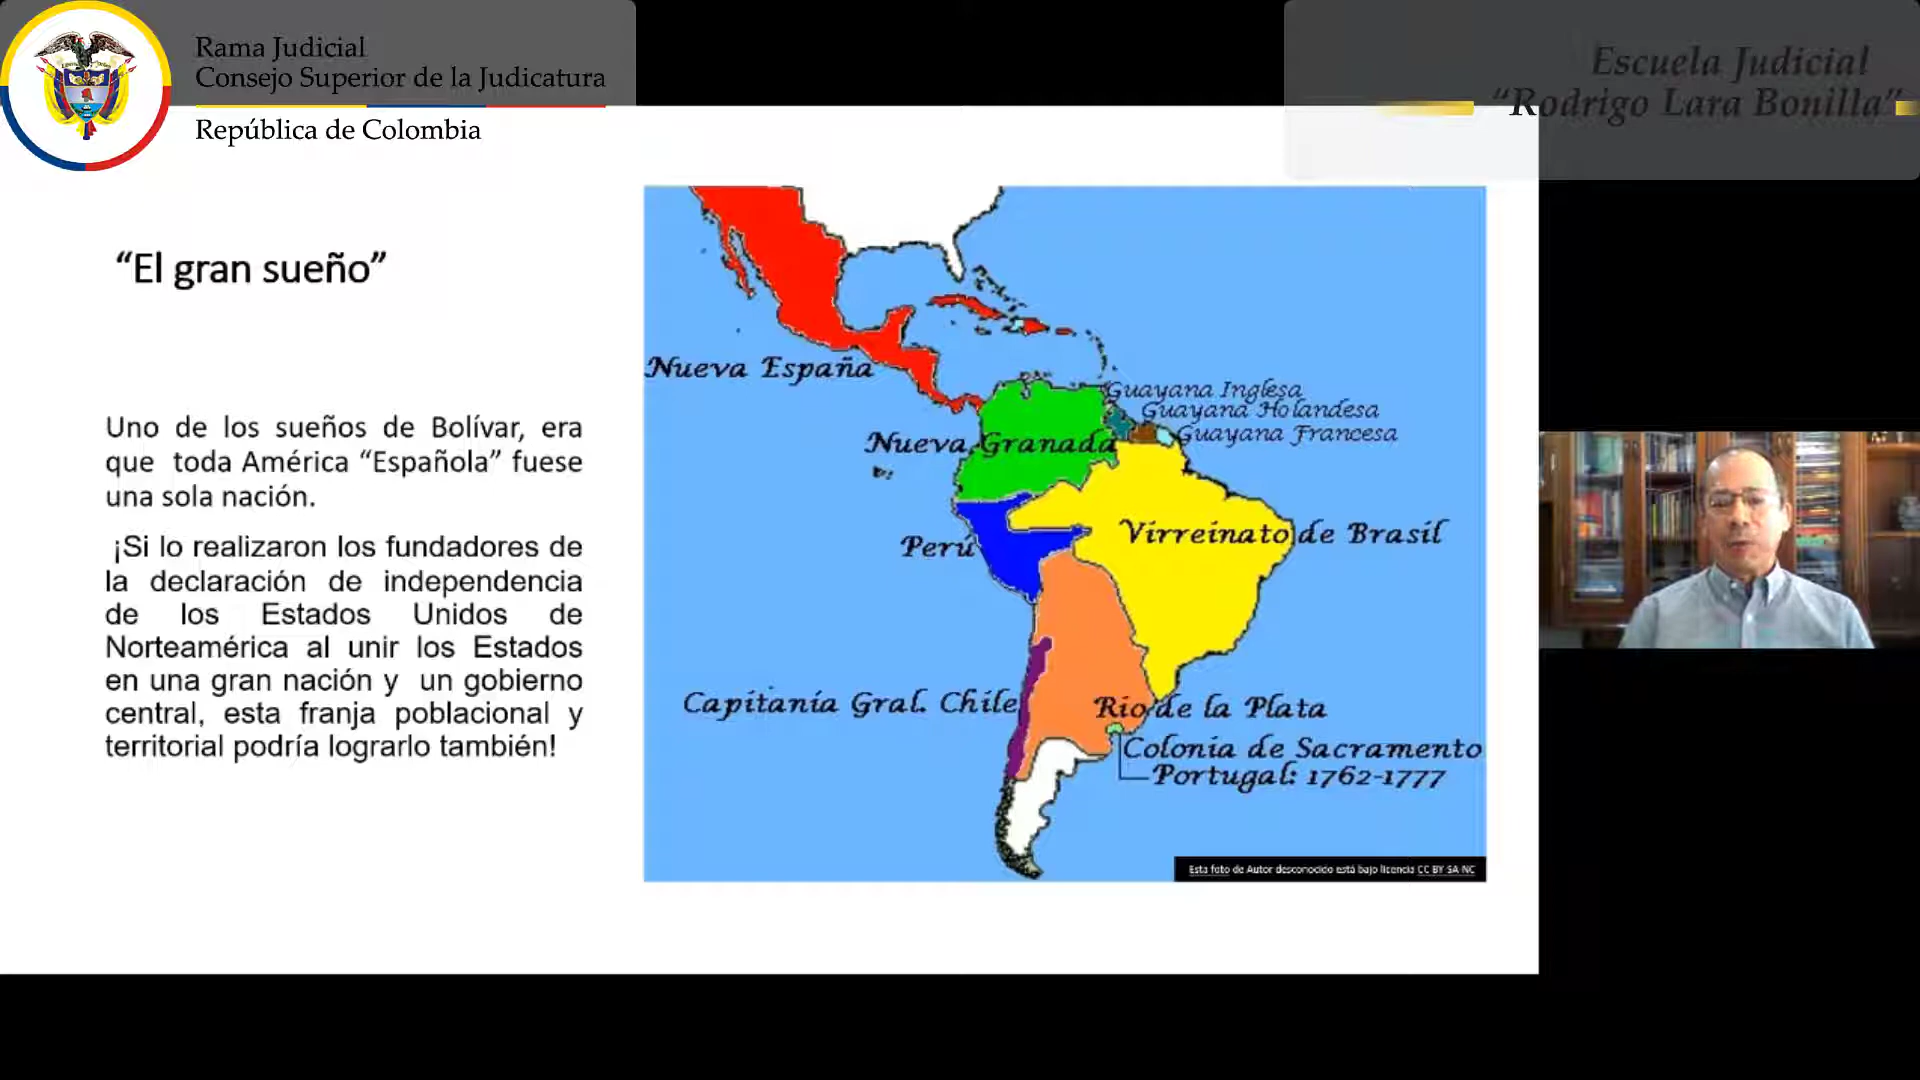 Rama Judicial
Consejo Superior de la Judicatura
República de Colombia
Escuela Judicial
“Rodrigo Lara Bonilla”
“El gran sueño”
Uno de los sueños de Bolívar, era
que toda América “Española” fuese
una sola nación.
¡Si lo realizaron los fundadores de
la declaración de independencia
de los Estados Unidos de
Norteamérica al unir los Estados
en una gran nación y un gobierno
central, esta franja poblacional y
territorial podría lograrlo también!
Nueva España
Guayana Inglesa
Guayana Holandesa
Guayana Francesa
Nueva Granada
Virreinato de Brasil
Perú
Capitanía Gral. Chile
Rio de la Plata
Colonia de Sacramento
Portugal: 1762-1777
Esta foto de Autor desconocido está bajo licencia CC BY-SA-NC